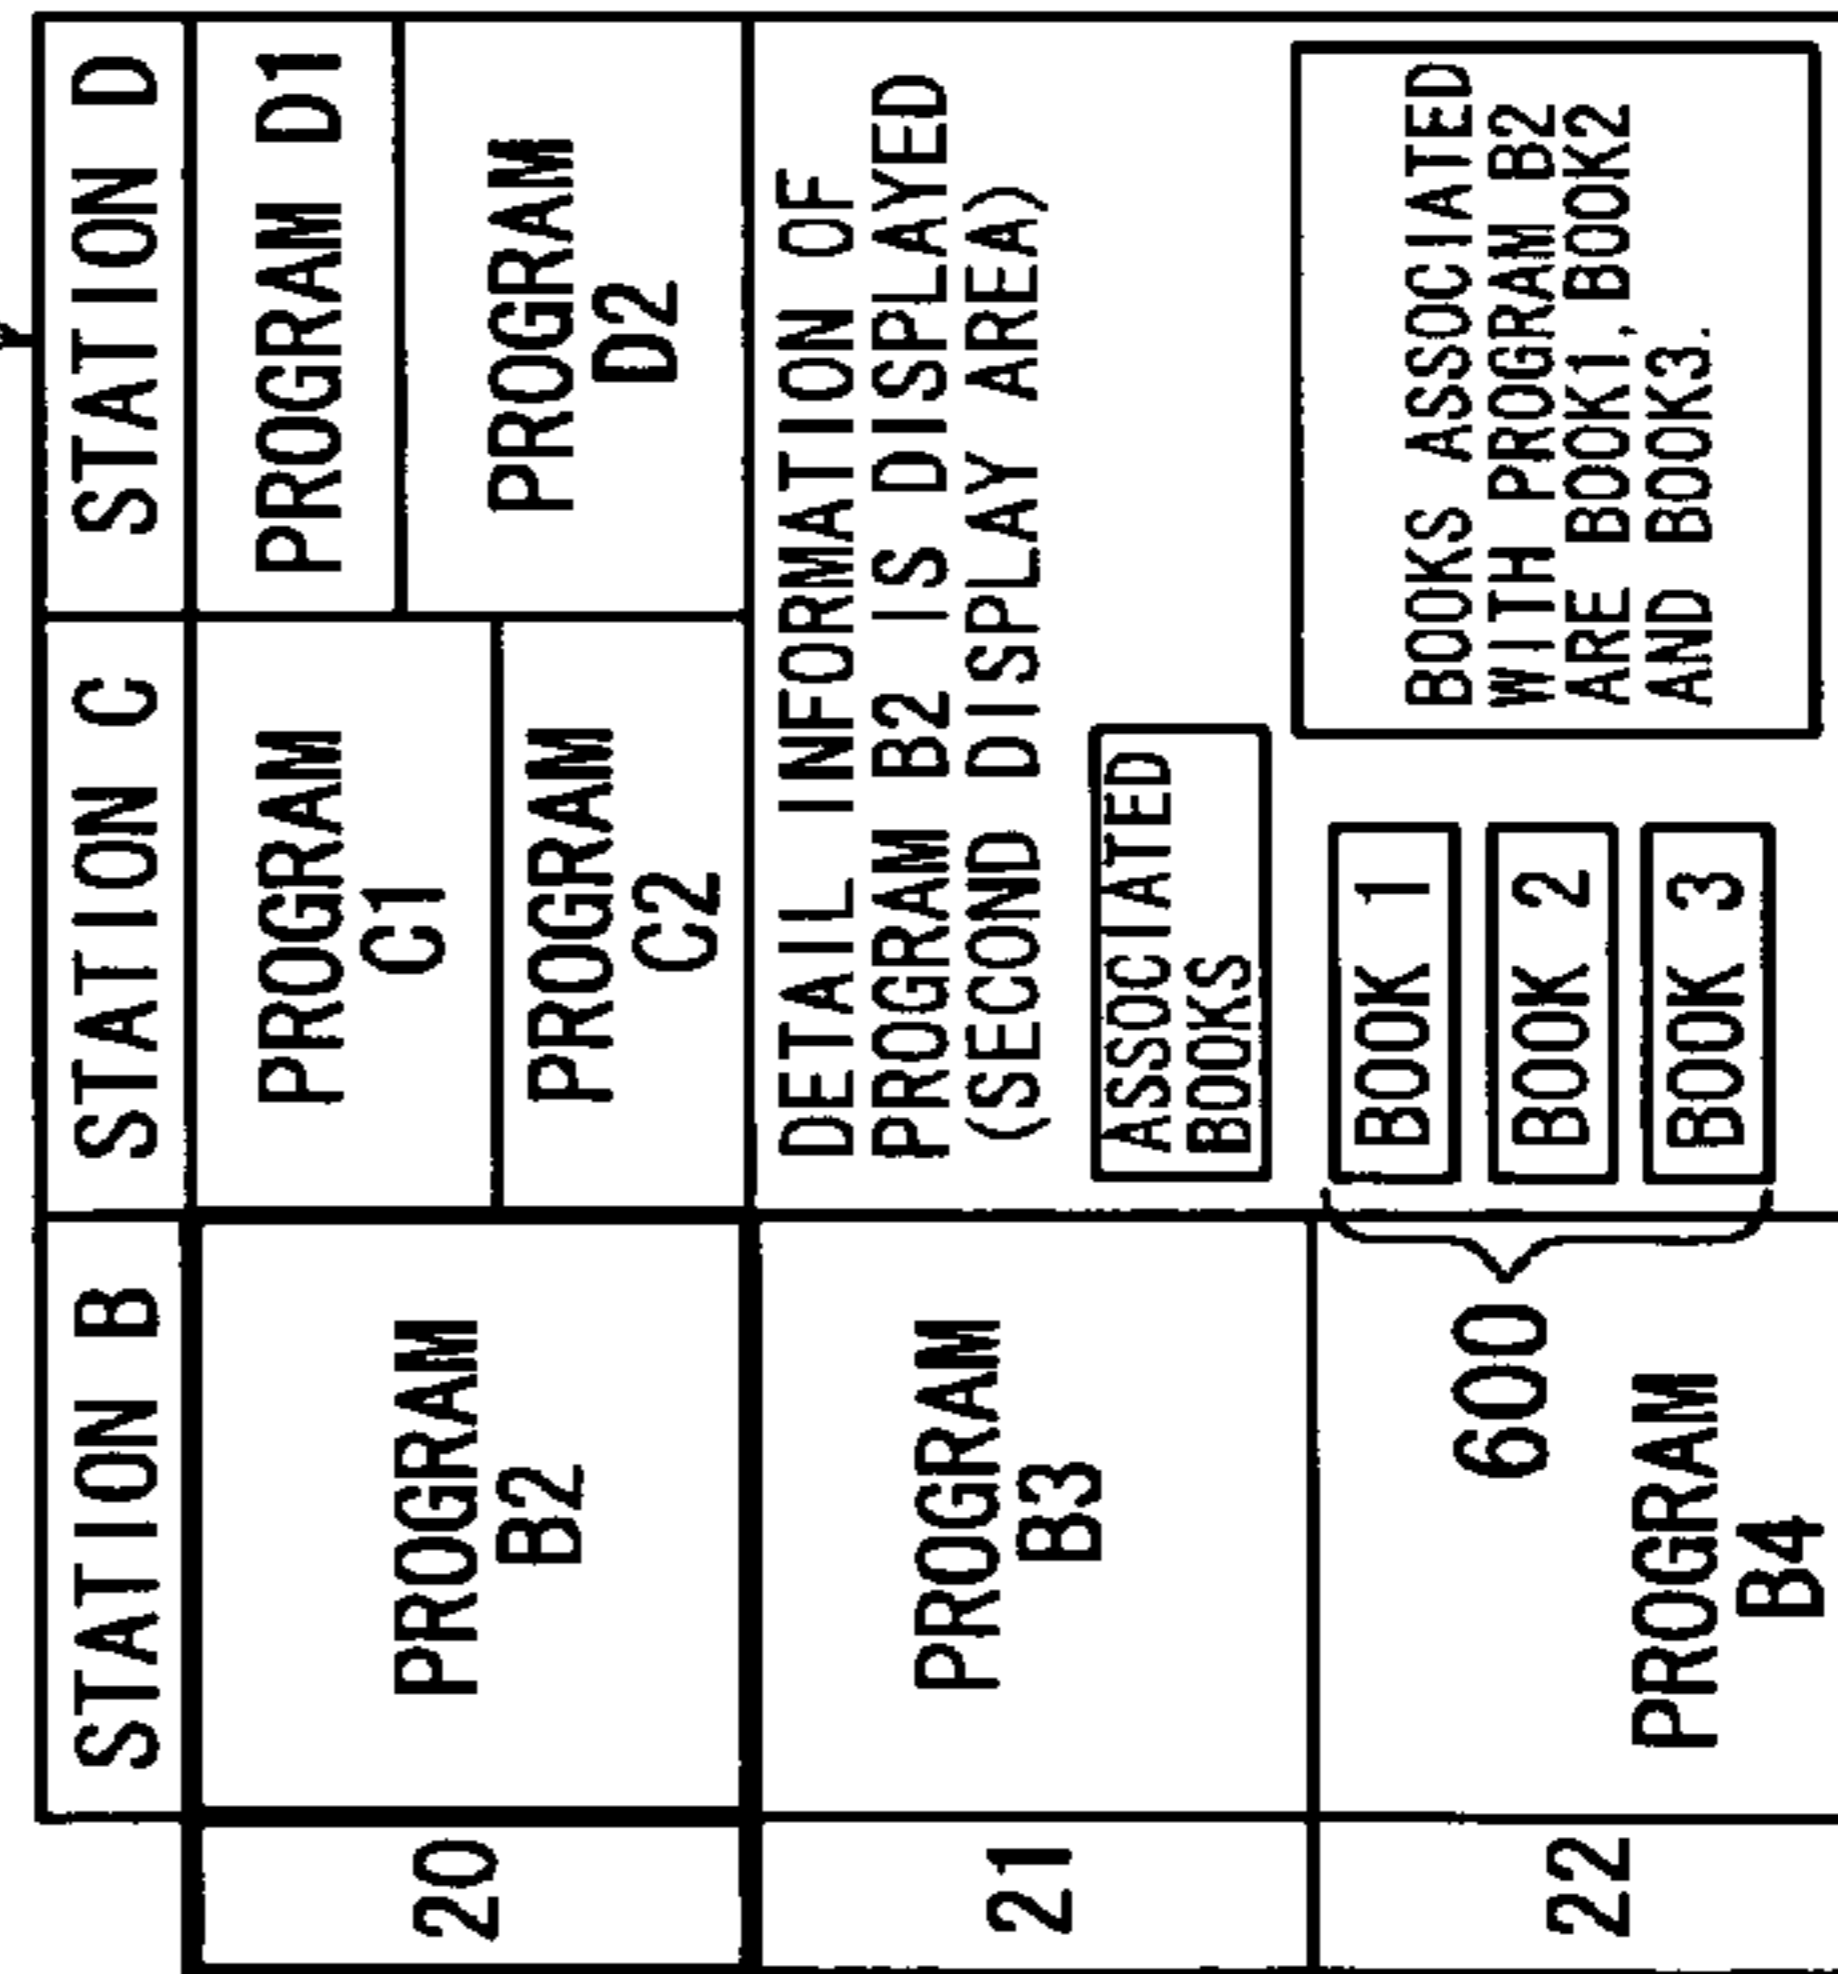 STATION B
STATION C
STATION D
20
PROGRAM
B2
PROGRAM
C1
PROGRAM
C2
PROGRAM D1
PROGRAM
D2
21
PROGRAM
B3
DETAIL INFORMATION OF
PROGRAM B2 IS DISPLAYED
(SECOND DISPLAY AREA)
ASSOCIATED
BOOKS
22
600
PROGRAM
B4
BOOK 1
BOOK 2
BOOK 3
BOOKS ASSOCIATED
WITH PROGRAM B2
ARE BOOK1, BOOK2
AND BOOK3.